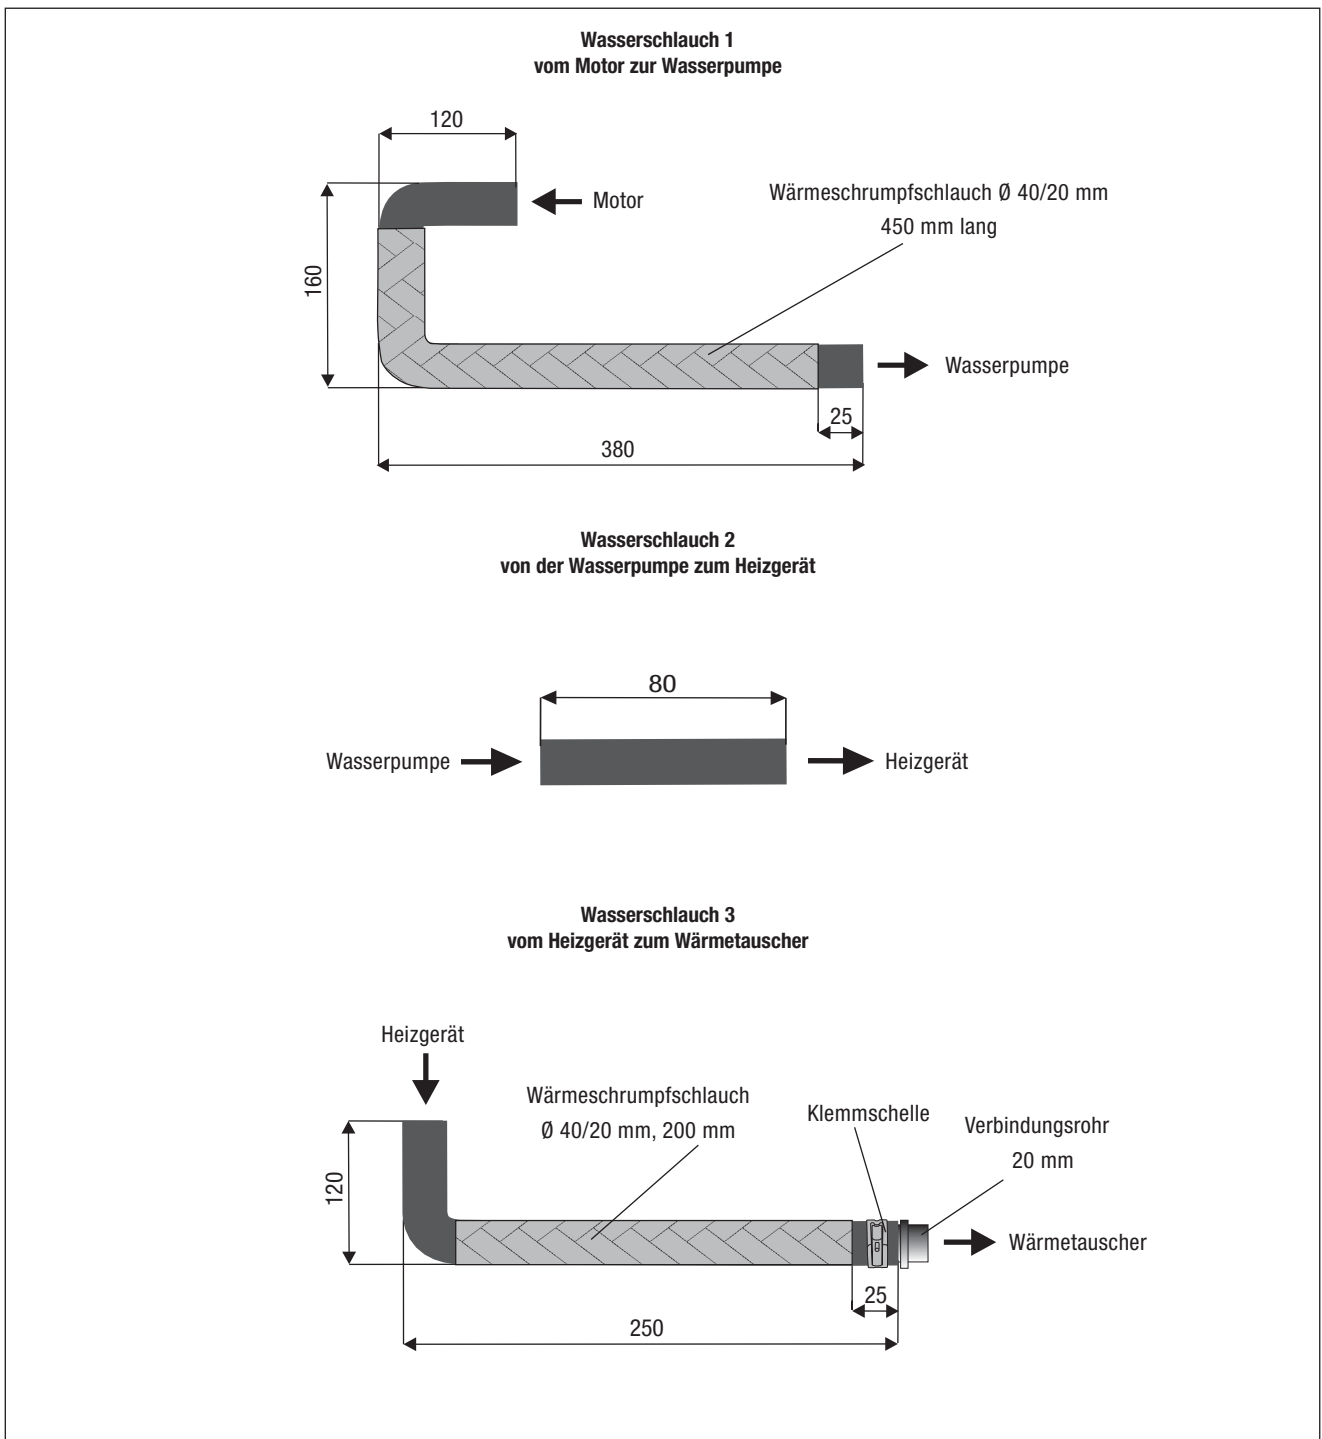 Wasserschlauch 1
vom Motor zur Wasserpumpe
120
Motor
Wärmeschrumpfschlauch Ø 40/20 mm
450 mm lang
160
Wasserpumpe
25
380
Wasserschlauch 2
von der Wasserpumpe zum Heizgerät
80
Wasserpumpe
Heizgerät
Wasserschlauch 3
vom Heizgerät zum Wärmetauscher
Heizgerät
Wärmeschrumpfschlauch
Ø 40/20 mm, 200 mm
Klemmschelle
Verbindungsrohr
20 mm
120
Wärmetauscher
25
250